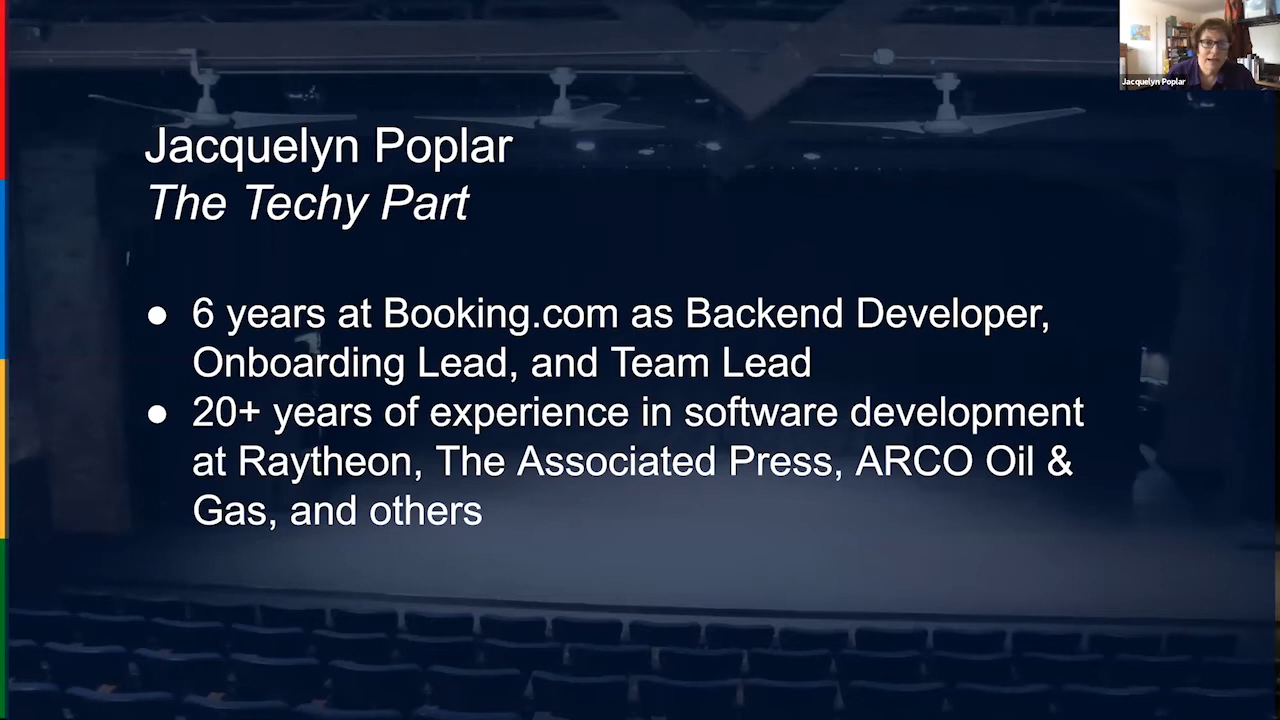 Jacquelyn Poplar
Jacquelyn Poplar
The Techy Part
● 6 years at Booking.com as Backend Developer,
Onboarding Lead, and Team Lead
● 20+ years of experience in software development
at Raytheon, The Associated Press, ARCO Oil &
Gas, and others